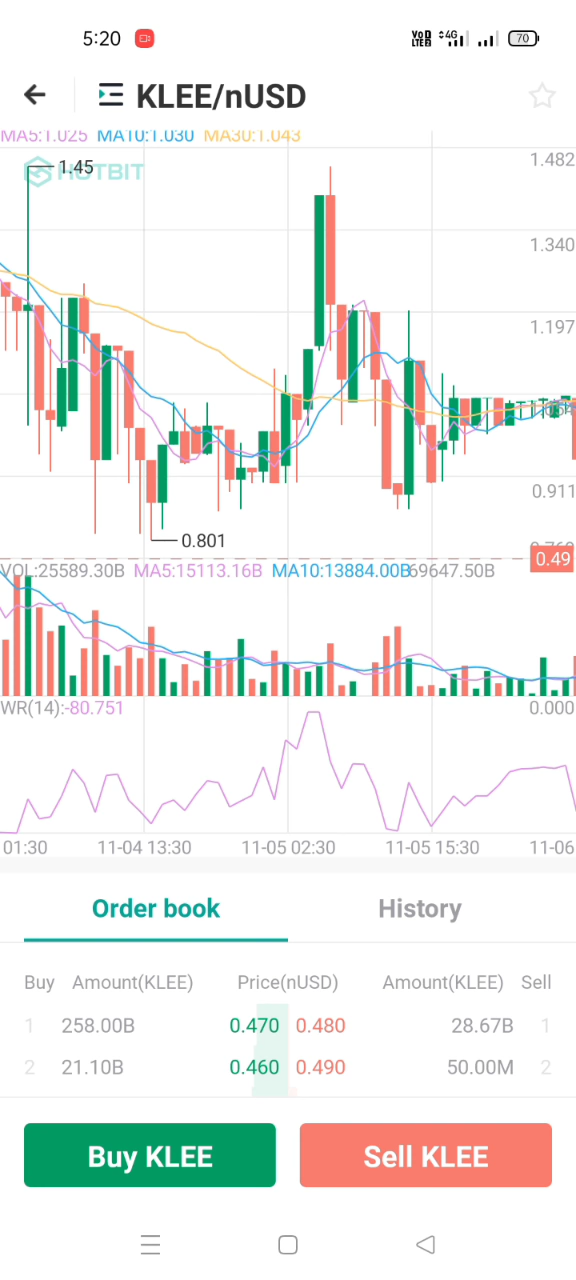 5:20 VoD LTE2 4G 70
KLEE/nUSD
MA5:1.025 MA10:1.030 MA30:1.043
1.482
HOTBIT
1.45
1.340
1.197
0.911
0.801
0.49
VOL:25589.30B MA5:15113.16B MA10:13884.00B 69647.50B
WR(14):-80.751 0.000
01:30 11-04 13:30 11-05 02:30 11-05 15:30 11-06
Order book History
Buy Amount(KLEE) Price(nUSD) Amount(KLEE) Sell
1 258.00B 0.470 0.480 28.67B 1
2 21.10B 0.460 0.490 50.00M 2
Buy KLEE Sell KLEE